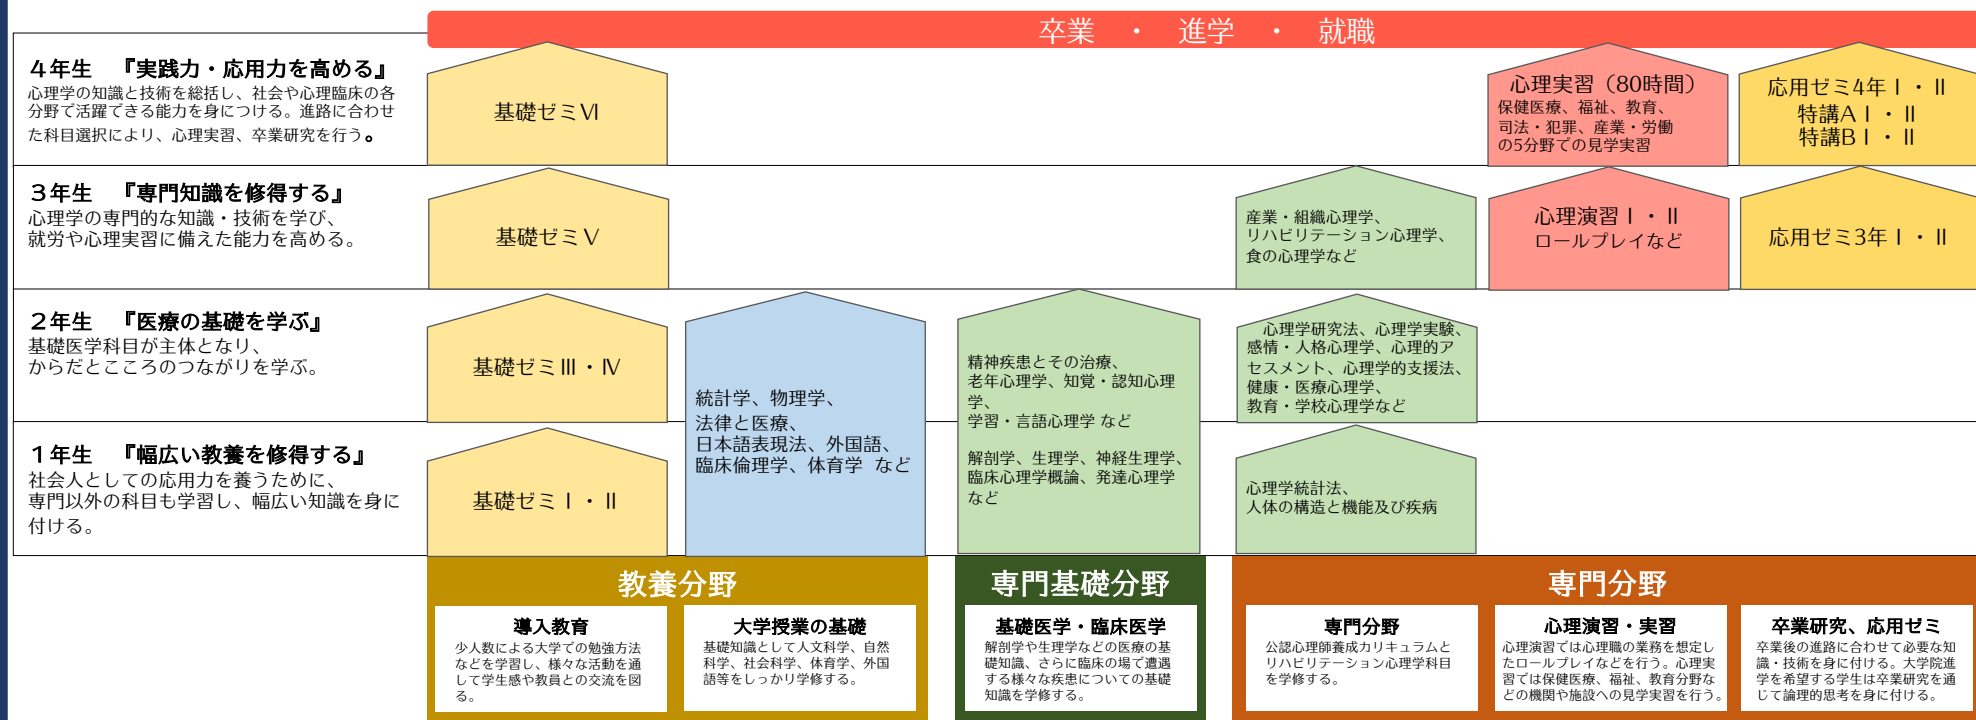 卒業　・　進学　・　就職
４年生　『実践力・応用力を高める』
心理学の知識と技術を総括し、社会や心理臨床の各
分野で活躍できる能力を身につける。進路に合わせ
た科目選択により、心理実習、卒業研究を行う。
基礎ゼミⅥ
心理実習（80時間）
保健医療、福祉、教育、
司法・犯罪、産業・労働
の5分野での見学実習
応用ゼミ4年Ⅰ・Ⅱ
特講AⅠ・Ⅱ
特講BⅠ・Ⅱ
３年生　『専門知識を修得する』
心理学の専門的な知識・技術を学び、
就労や心理実習に備えた能力を高める。
基礎ゼミⅤ
産業・組織心理学、
リハビリテーション心理学、
食の心理学など
心理演習Ⅰ・Ⅱ
ロールプレイなど
応用ゼミ3年Ⅰ・Ⅱ
２年生　『医療の基礎を学ぶ』
基礎医学科目が主体となり、
からだとこころのつながりを学ぶ。
基礎ゼミⅢ・Ⅳ
統計学、物理学、
法律と医療、
日本語表現法、外国語、
臨床倫理学、体育学 など
精神疾患とその治療、
老年心理学、知覚・認知心理
学、
学習・言語心理学 など
解剖学、生理学、神経生理学、
臨床心理学概論、発達心理学
など
心理学研究法、心理学実験、
感情・人格心理学、心理的ア
セスメント、心理学的支援法、
健康・医療心理学、
教育・学校心理学など
１年生　『幅広い教養を修得する』
社会人としての応用力を養うために、
専門以外の科目も学習し、幅広い知識を身に
付ける。
基礎ゼミⅠ・Ⅱ
心理学統計法、
人体の構造と機能及び疾病
教養分野
導入教育
少人数による大学での勉強方法
などを学習し、様々な活動を通
して学生感や教員との交流を図
る。
大学授業の基礎
基礎知識として人文科学、自然
科学、社会科学、体育学、外国
語等をしっかり学修する。
専門基礎分野
基礎医学・臨床医学
解剖学や生理学などの医療の基
礎知識、さらに臨床の場で遭遇
する様々な疾患についての基礎
知識を学修する。
専門分野
専門分野
公認心理師養成カリキュラムと
リハビリテーション心理学科目
を学修する。
心理演習・実習
心理演習では心理職の業務を想定し
たロールプレイなどを行う。心理実
習では保健医療、福祉、教育分野な
どの機関や施設への見学実習を行う。
卒業研究、応用ゼミ
卒業後の進路に合わせて必要な知
識・技術を身に付ける。大学院進
学を希望する学生は卒業研究を通
じて論理的思考を身に付ける。